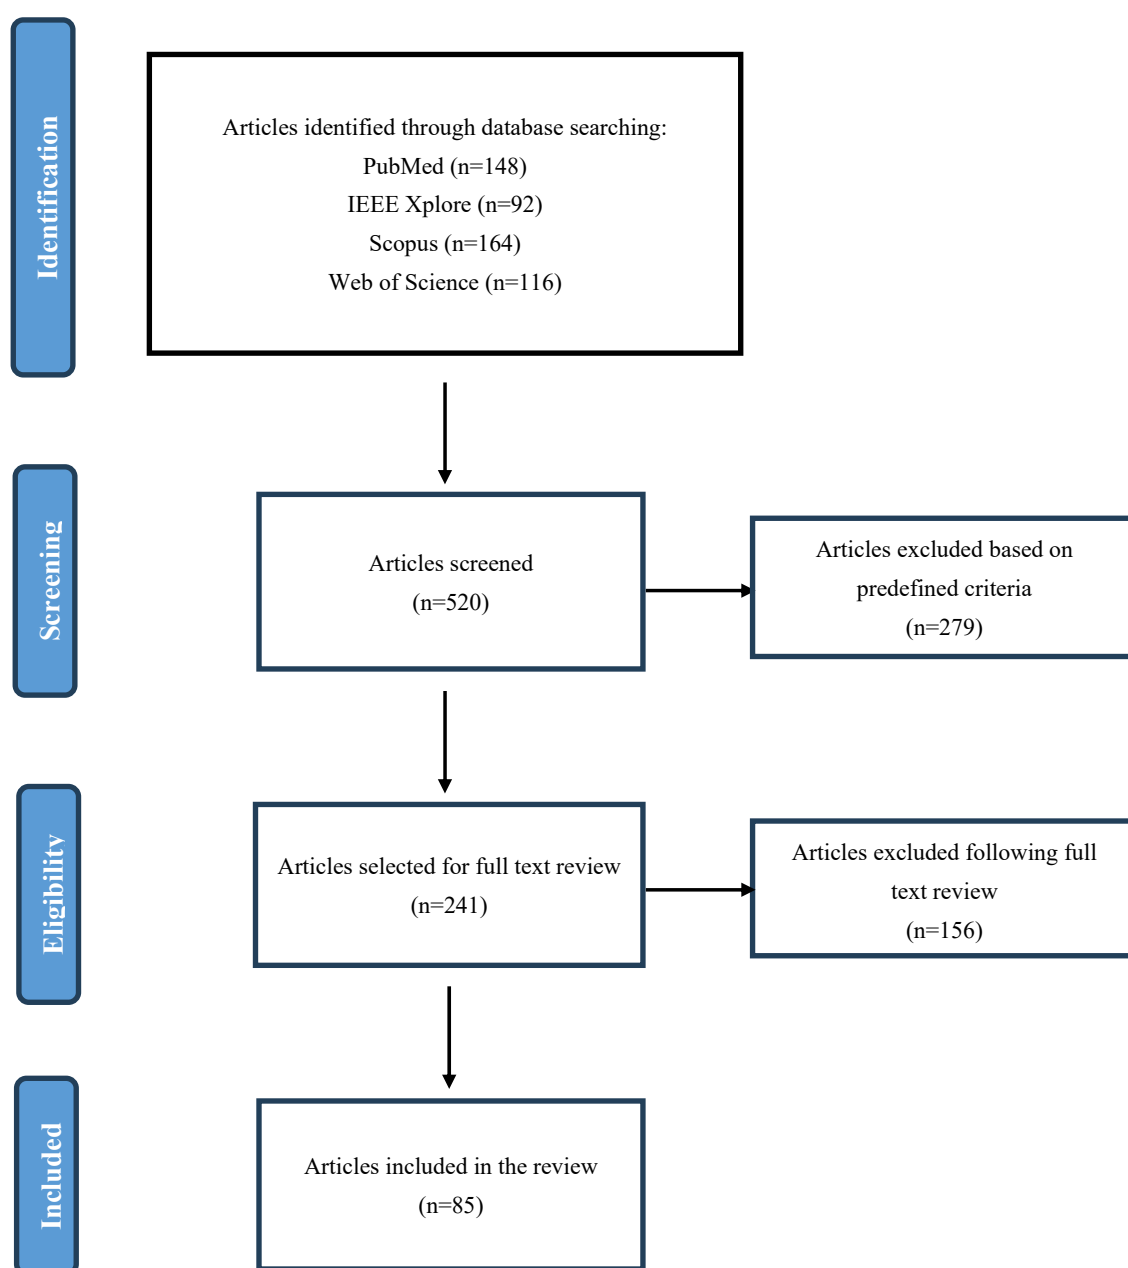 Identification
Articles identified through database searching:
PubMed (n=148)
IEEE Xplore (n=92)
Scopus (n=164)
Web of Science (n=116)
Screening
Articles screened
(n=520)
Articles excluded based on
predefined criteria
(n=279)
Eligibility
Articles selected for full text review
(n=241)
Articles excluded following full
text review
(n=156)
Included
Articles included in the review
(n=85)